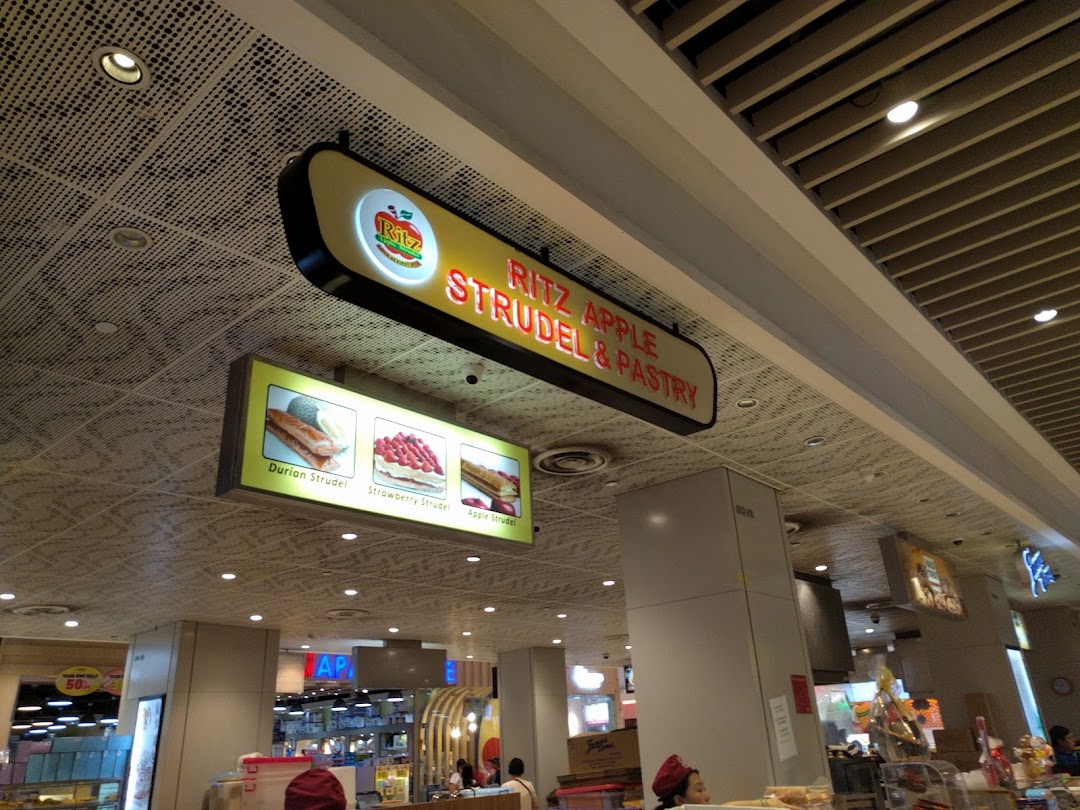 Ritz
RITZ APPLE
STRUDEL & PASTRY
Durian Strudel
Strawberry Strudel
Apple Strudel
50